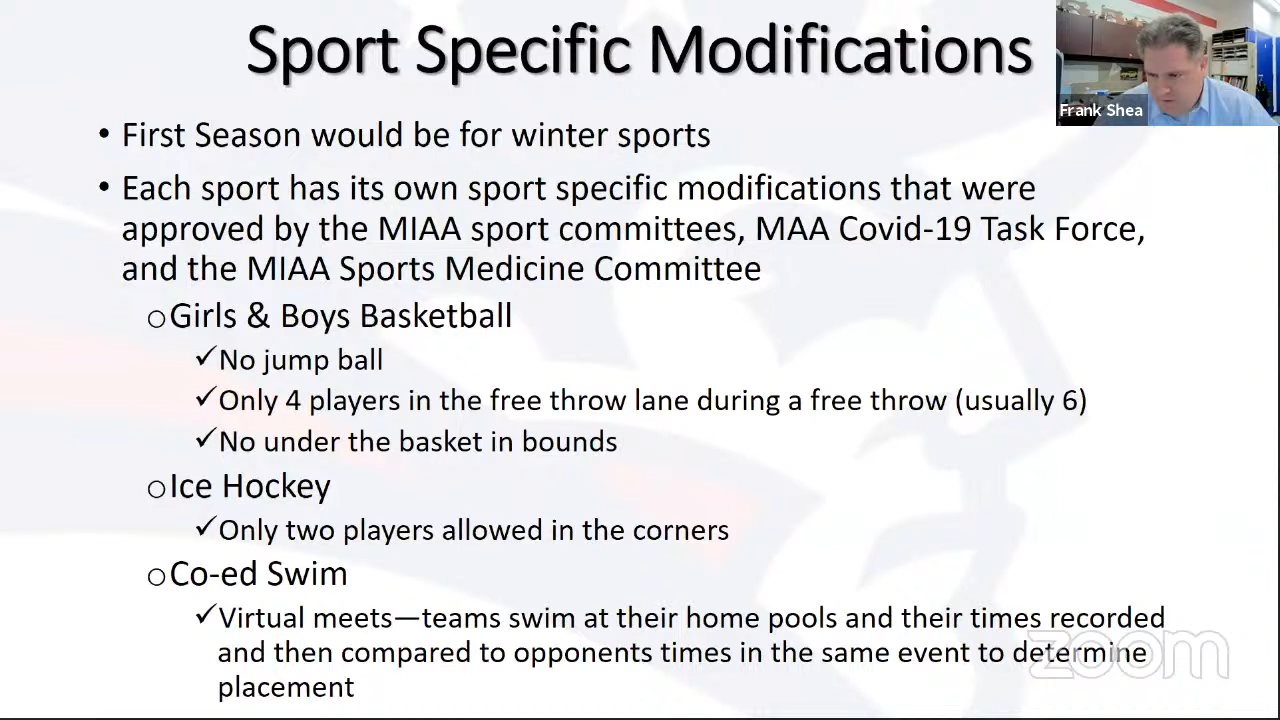 Sport Specific Modifications
Frank Shea
• First Season would be for winter sports
• Each sport has its own sport specific modifications that were
approved by the MIAA sport committees, MAA Covid-19 Task Force,
and the MIAA Sports Medicine Committee
o Girls & Boys Basketball
✓ No jump ball
✓ Only 4 players in the free throw lane during a free throw (usually 6)
✓ No under the basket in bounds
o Ice Hockey
✓ Only two players allowed in the corners
o Co-ed Swim
✓ Virtual meets—teams swim at their home pools and their times recorded
and then compared to opponents times in the same event to determine
placement
zoom